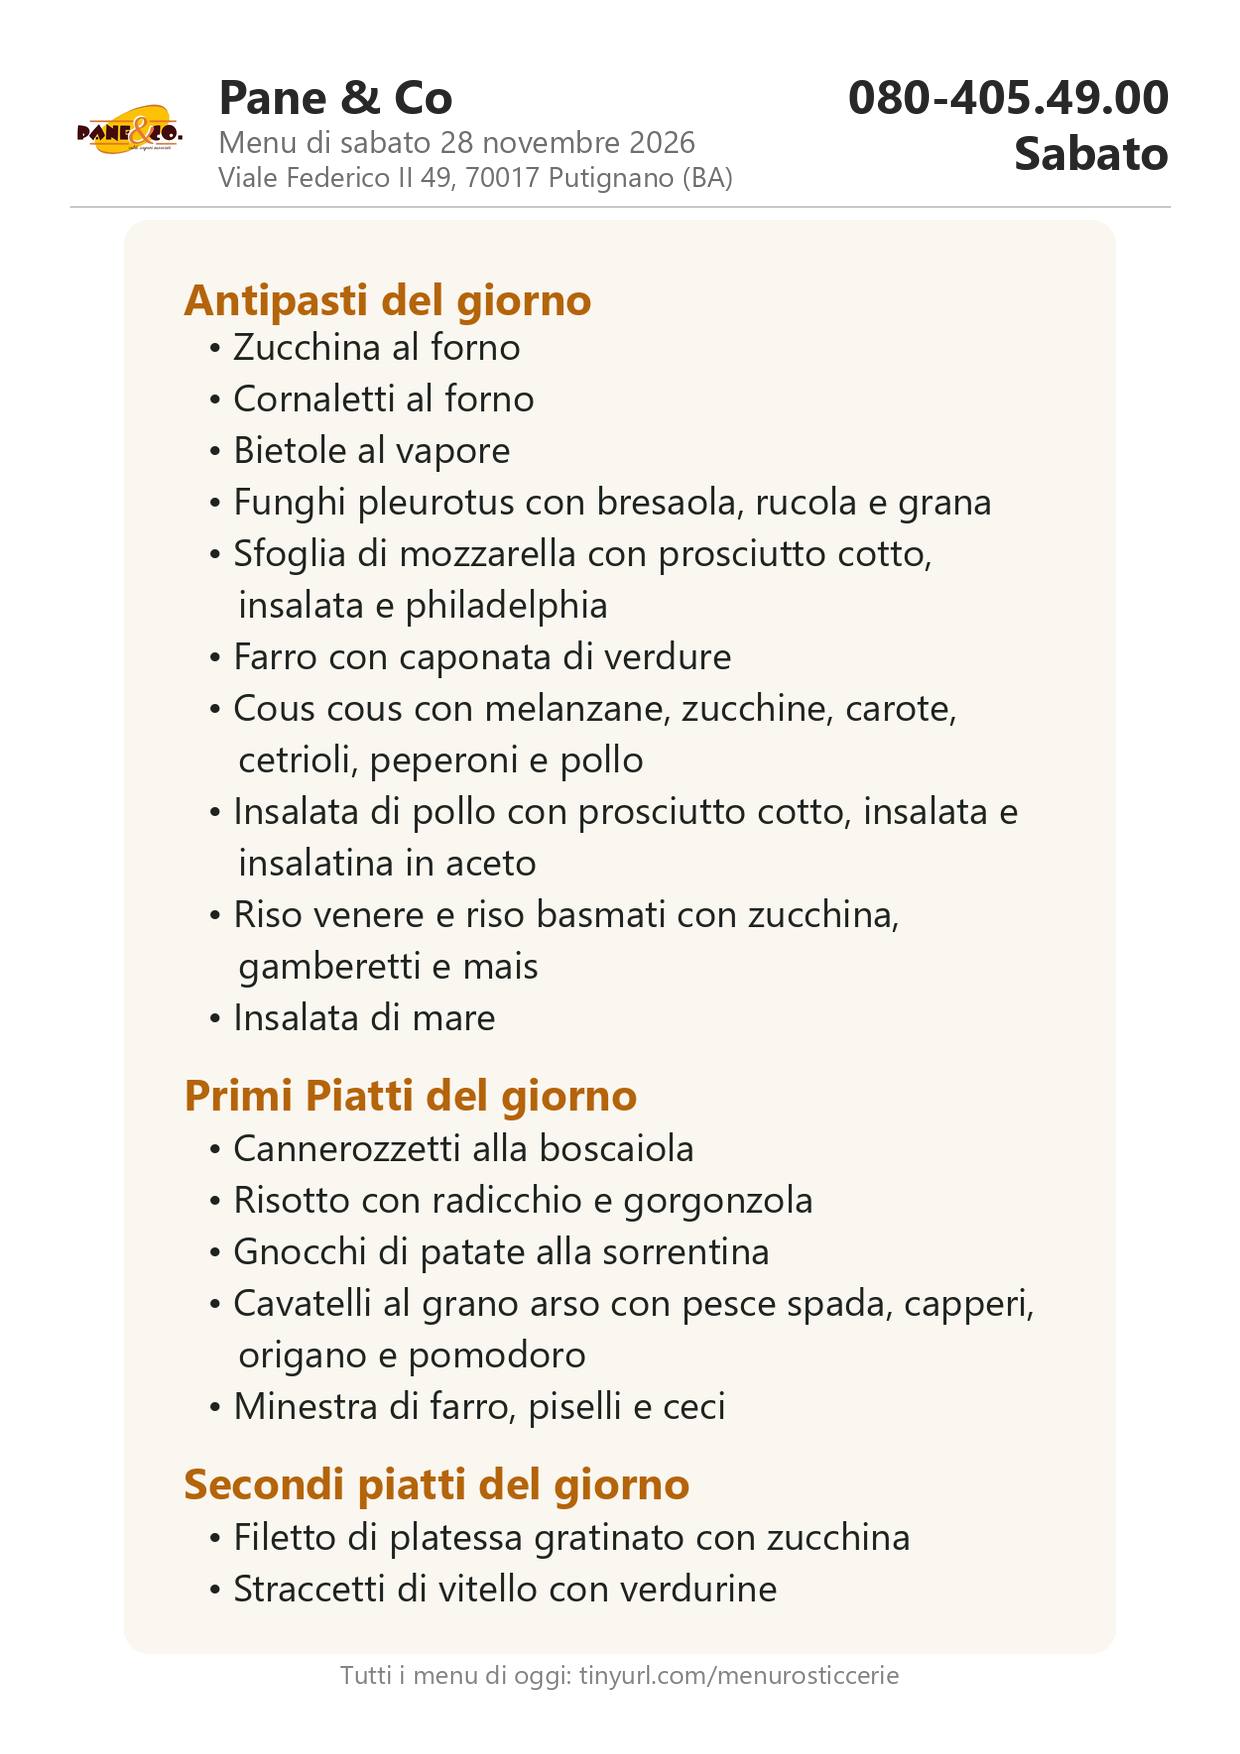 PANE&CO.
Pane & Co
Menu di sabato 28 novembre 2026
Viale Federico II 49, 70017 Putignano (BA)
080-405.49.00
Sabato
Antipasti del giorno
• Zucchina al forno
• Cornaletti al forno
• Bietole al vapore
• Funghi pleurotus con bresaola, rucola e grana
• Sfoglia di mozzarella con prosciutto cotto,
insalata e philadelphia
• Farro con caponata di verdure
• Cous cous con melanzane, zucchine, carote,
cetrioli, peperoni e pollo
• Insalata di pollo con prosciutto cotto, insalata e
insalatina in aceto
• Riso venere e riso basmati con zucchina,
gamberetti e mais
• Insalata di mare
Primi Piatti del giorno
• Cannerozzetti alla boscaiola
• Risotto con radicchio e gorgonzola
• Gnocchi di patate alla sorrentina
• Cavatelli al grano arso con pesce spada, capperi,
origano e pomodoro
• Minestra di farro, piselli e ceci
Secondi piatti del giorno
• Filetto di platessa gratinato con zucchina
• Straccetti di vitello con verdurine
Tutti i menu di oggi: tinyurl.com/menurosticcerie